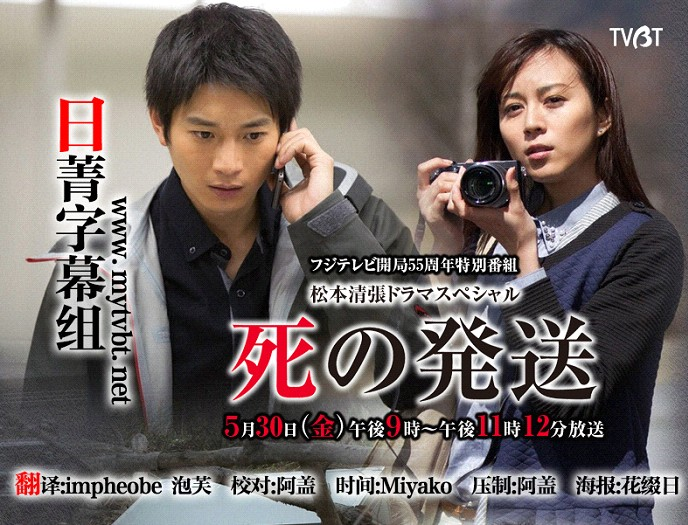 TVBT
日菁字幕组
www.mytvbt.net
フジテレビ開局55周年特別番組
松本清張ドラマスペシャル
死の発送
5月30日(金)午後9時~午後11時12分放送
翻译:impheobe 泡芙 校对:阿盖 时间:Miyako 压制:阿盖 海报:花缀日